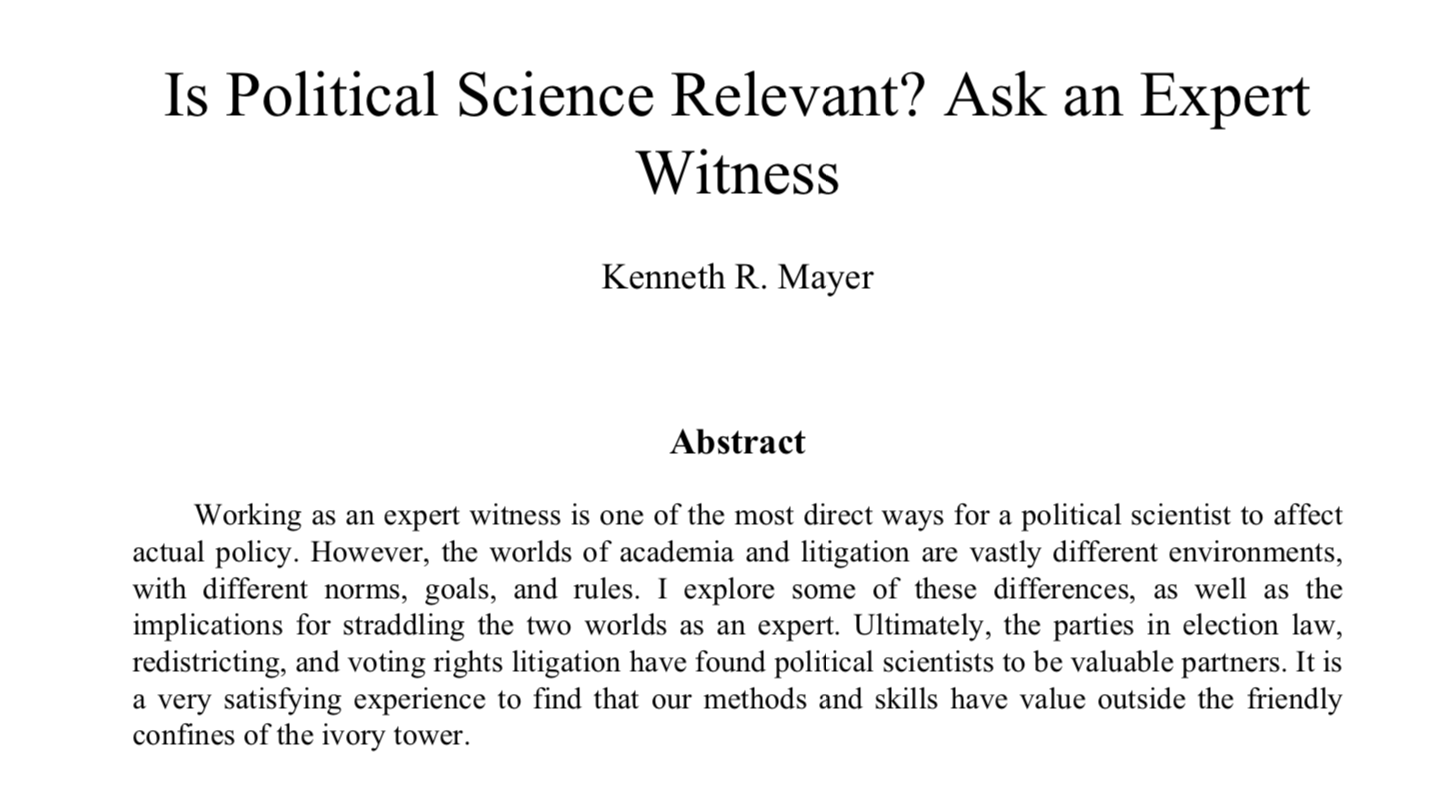 Is Political Science Relevant? Ask an Expert
Witness
Kenneth R. Mayer
Abstract
Working as an expert witness is one of the most direct ways for a political scientist to affect
actual policy. However, the worlds of academia and litigation are vastly different environments,
with different norms, goals, and rules. I explore some of these differences, as well as the
implications for straddling the two worlds as an expert. Ultimately, the parties in election law,
redistricting, and voting rights litigation have found political scientists to be valuable partners. It is
a very satisfying experience to find that our methods and skills have value outside the friendly
confines of the ivory tower.